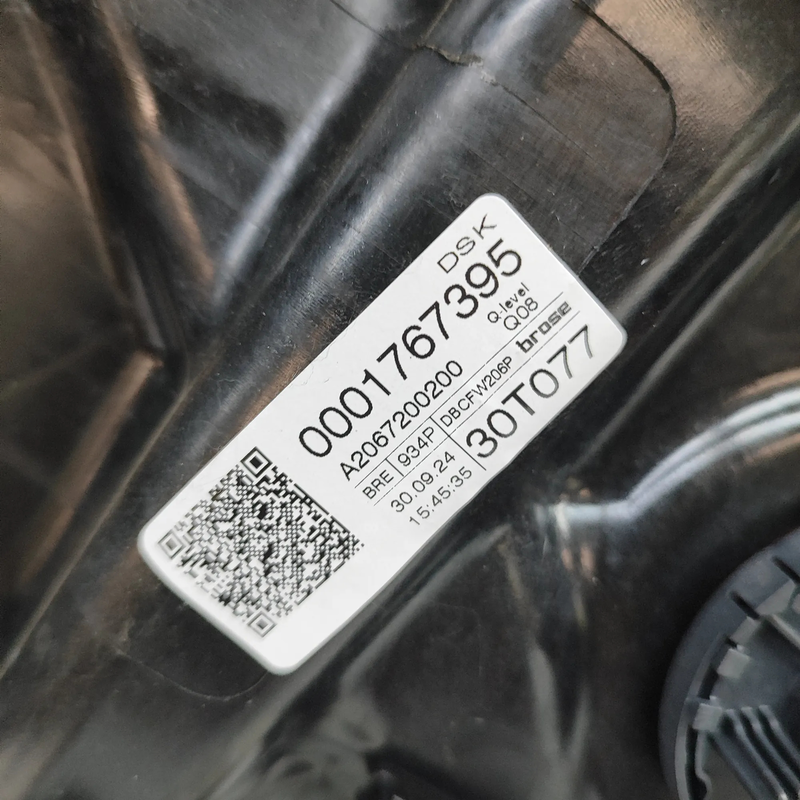 DSK
0001767395
Q-level
Q08
A2067200200
BRE 934P DBCFW206P brose
30.09.24
15:45:35
30T077